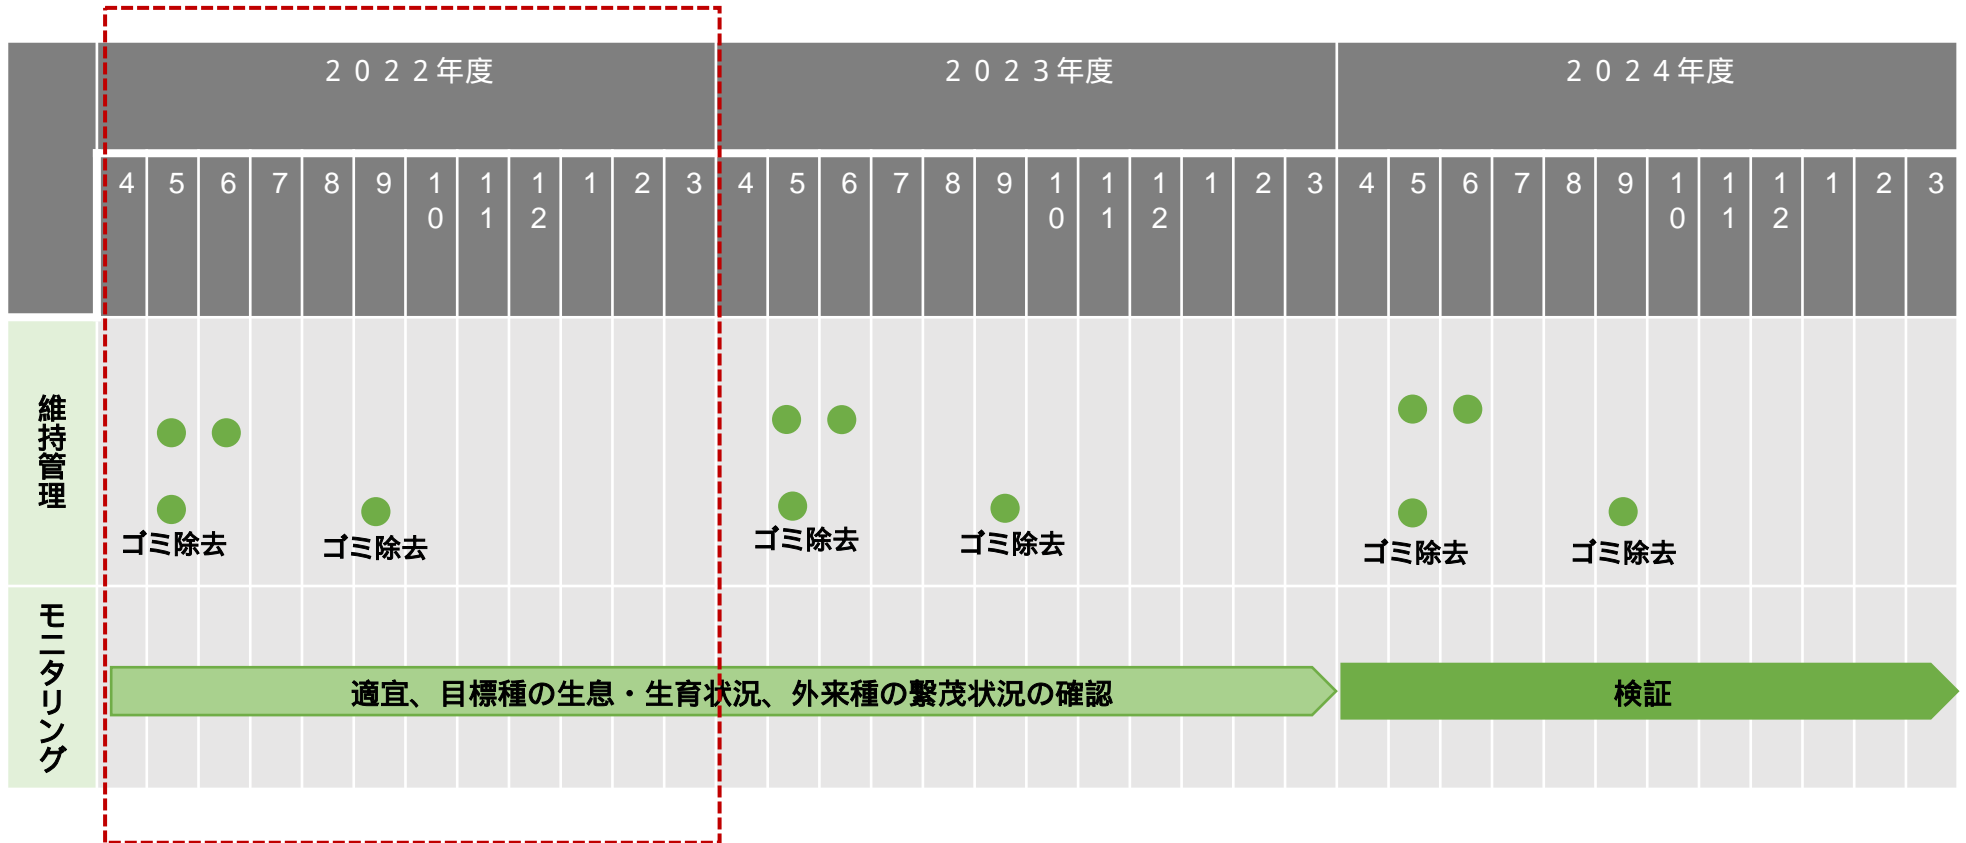 ２０２２年度
２０２３年度
２０２４年度
4 5 6 7 8 9 10 11 12 1 2 3 4 5 6 7 8 9 10 11 12 1 2 3 4 5 6 7 8 9 10 11 12 1 2 3
維持管理
ゴミ除去
ゴミ除去
ゴミ除去
ゴミ除去
ゴミ除去
ゴミ除去
モニタリング
適宜、目標種の生息・生育状況、外来種の繫茂状況の確認
検証